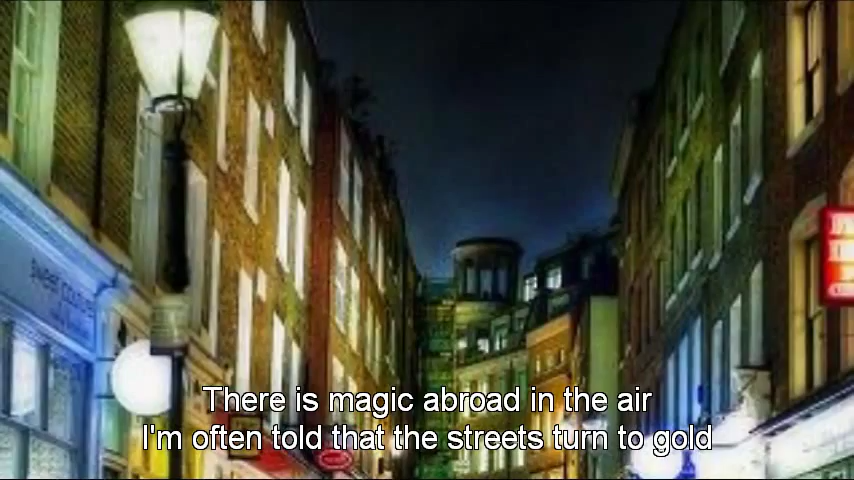 There is magic abroad in the air
I'm often told that the streets turn to gold